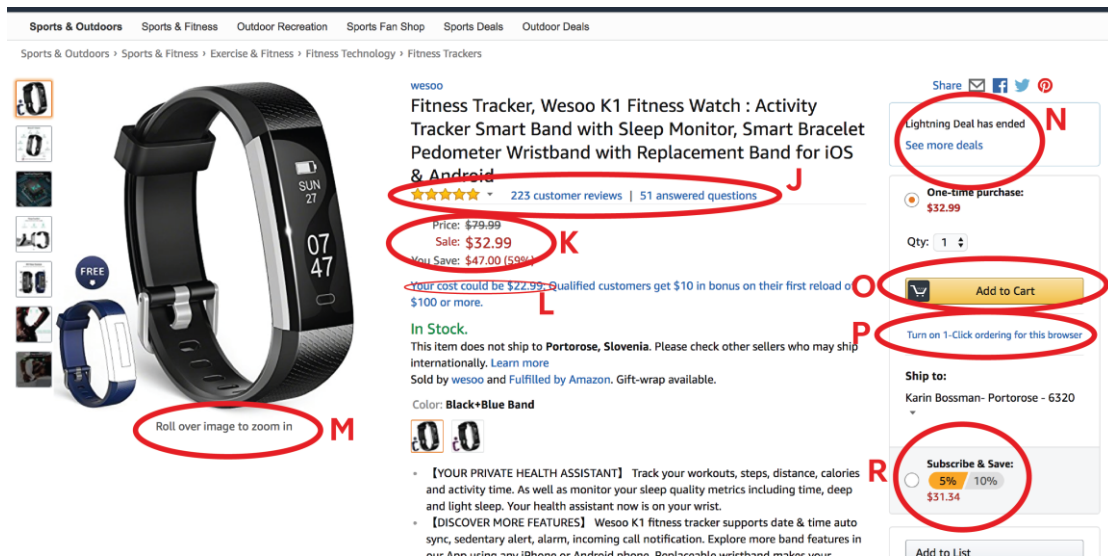 Sports & Outdoors Sports & Fitness Outdoor Recreation Sports Fan Shop Sports Deals Outdoor Deals
Sports & Outdoors › Sports & Fitness › Exercise & Fitness › Fitness Technology › Fitness Trackers
FREE
SUN
27
07
47
Roll over image to zoom in
M
wesoo
Fitness Tracker, Wesoo K1 Fitness Watch : Activity
Tracker Smart Band with Sleep Monitor, Smart Bracelet
Pedometer Wristband with Replacement Band for iOS
& Android
J
223 customer reviews | 51 answered questions
Price: $79.99
Sale: $32.99
K
You Save: $47.00 (59%)
Your cost could be $22.99: Qualified customers get $10 in bonus on their first reload of
$100 or more.
L
In Stock.
This item does not ship to Portorose, Slovenia. Please check other sellers who may ship
internationally. Learn more
Sold by wesoo and Fulfilled by Amazon. Gift-wrap available.
Color: Black+Blue Band
• 【YOUR PRIVATE HEALTH ASSISTANT】 Track your workouts, steps, distance, calories
and activity time. As well as monitor your sleep quality metrics including time, deep
and light sleep. Your health assistant now is on your wrist.
• 【DISCOVER MORE FEATURES】 Wesoo K1 fitness tracker supports date & time auto
sync, sedentary alert, alarm, incoming call notification. Explore more band features in
our App using any iPhone or Android phone. Replaceable wristband makes your
Share
Lightning Deal has ended
N
See more deals
One-time purchase:
$32.99
Qty: 1
O
Add to Cart
P
Turn on 1-Click ordering for this browser
Ship to:
Karin Bossman- Portorose - 6320
R
Subscribe & Save:
5% 10%
$31.34
Add to List